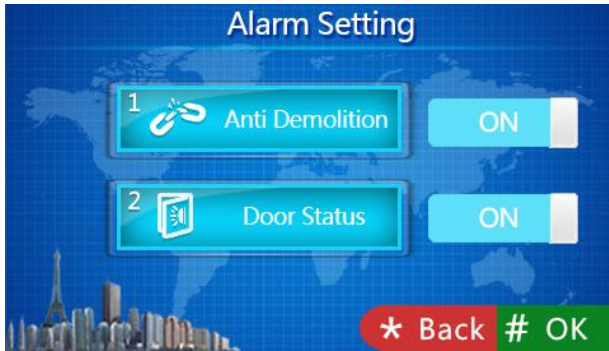 Alarm Setting
1 Anti Demolition ON
2 Door Status ON
* Back # OK